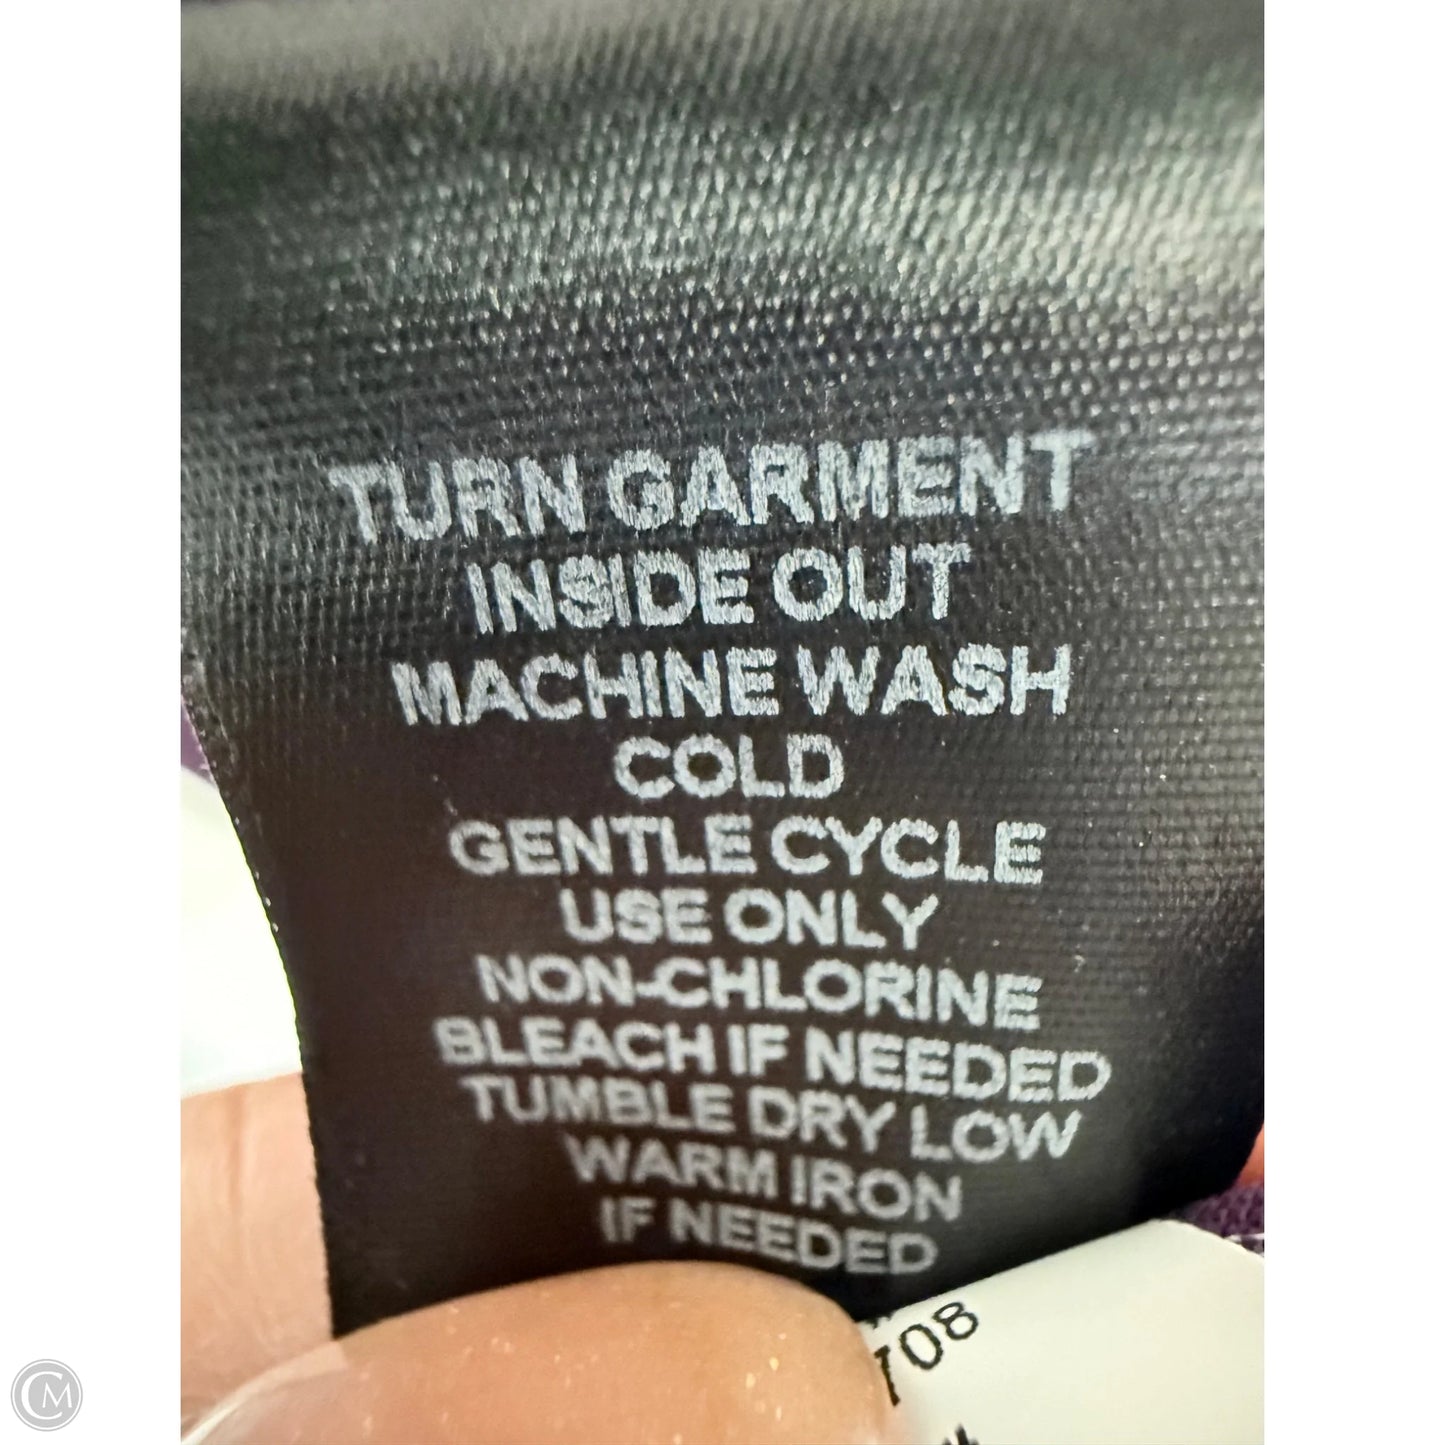 TURN GARMENT
INSIDE OUT
MACHINE WASH
COLD
GENTLE CYCLE
USE ONLY
NON-CHLORINE
BLEACH IF NEEDED
TUMBLE DRY LOW
WARM IRON
IF NEEDED
708
CM